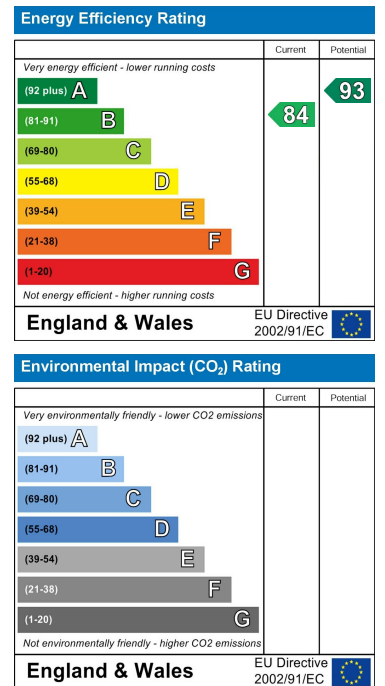 Energy Efficiency Rating
Current Potential
Very energy efficient - lower running costs
(92 plus) A
93
(81-91) B
84
(69-80) C
(55-68) D
(39-54) E
(21-38) F
(1-20) G
Not energy efficient - higher running costs
England & Wales
EU Directive
2002/91/EC
Environmental Impact (CO₂) Rating
Current Potential
Very environmentally friendly - lower CO2 emissions
(92 plus) A
(81-91) B
(69-80) C
(55-68) D
(39-54) E
(21-38) F
(1-20) G
Not environmentally friendly - higher CO2 emissions
England & Wales
EU Directive
2002/91/EC